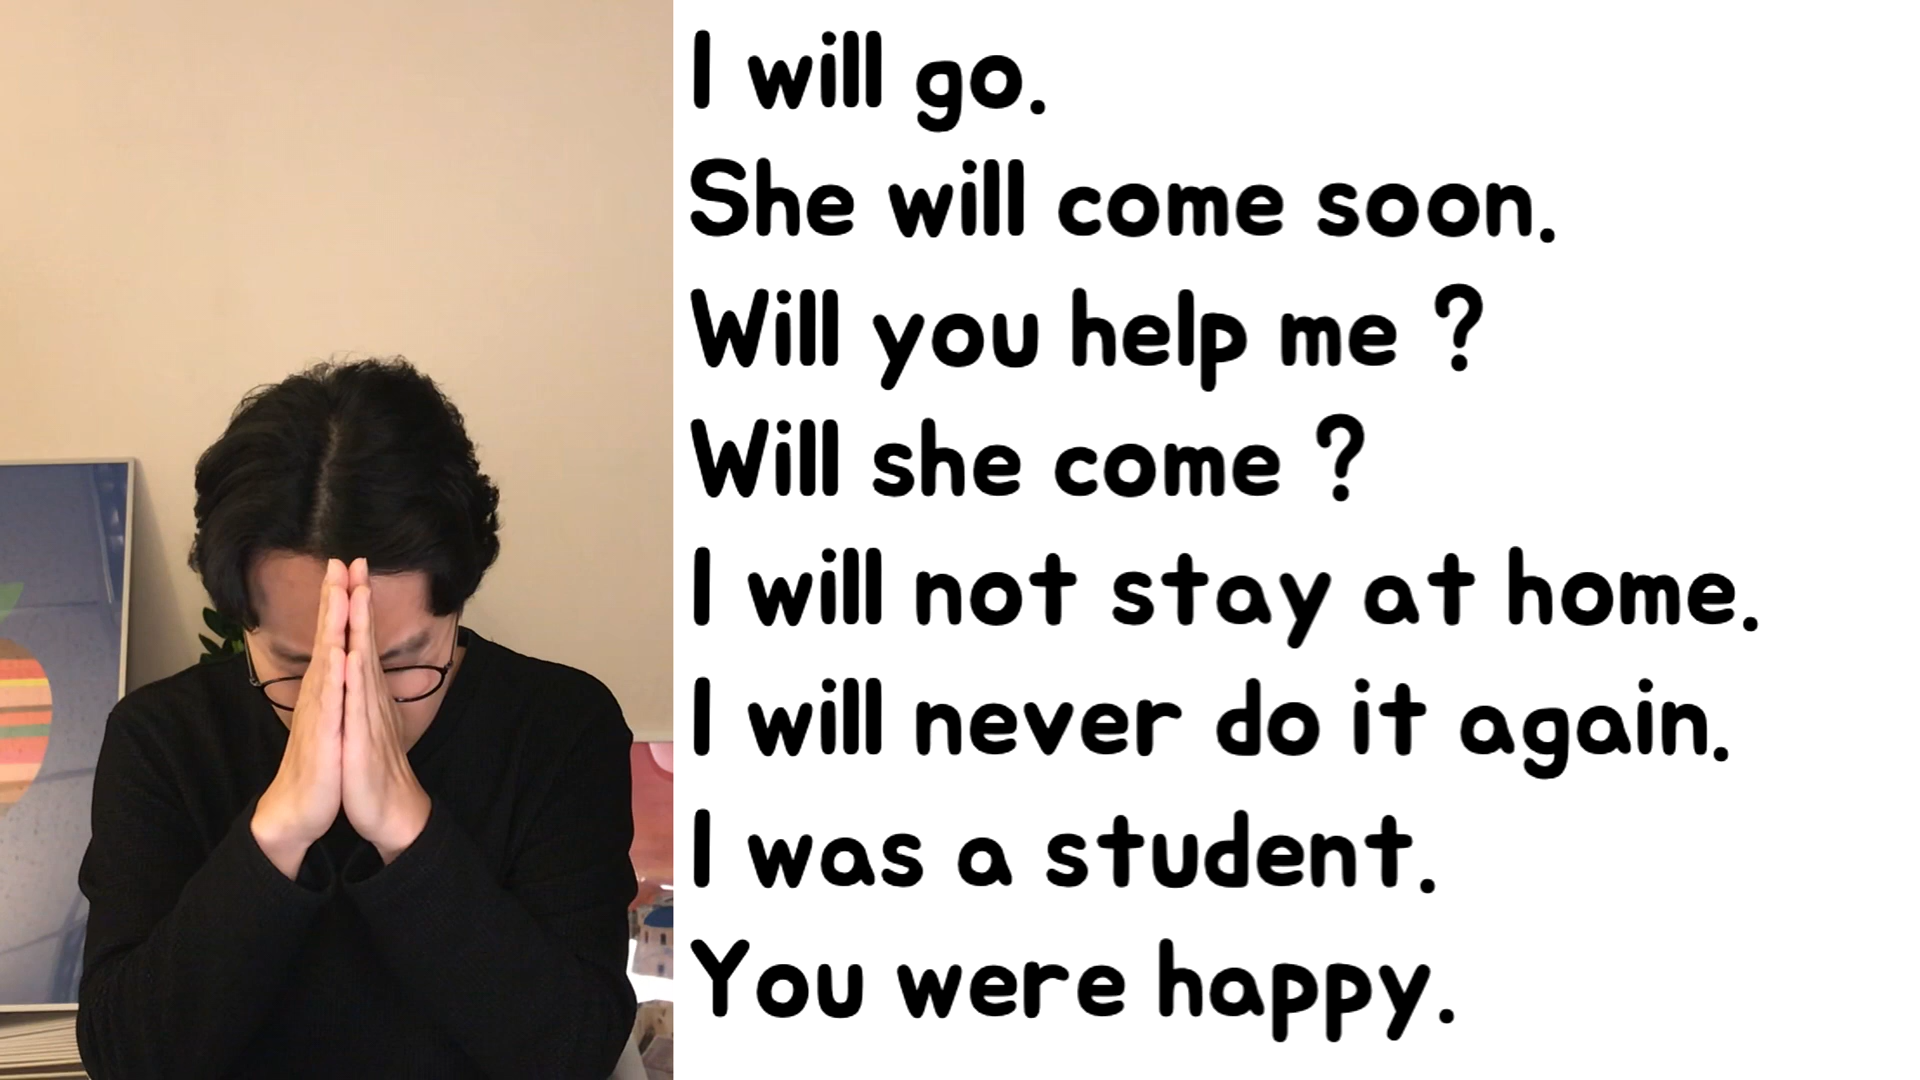 I will go.
She will come soon.
Will you help me ?
Will she come ?
I will not stay at home.
I will never do it again.
I was a student.
You were happy.